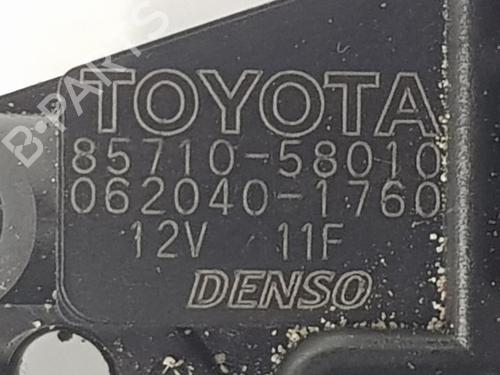 TOYOTA
85710-58010
062040-1760
12V 11F
DENSO
B-PARTS